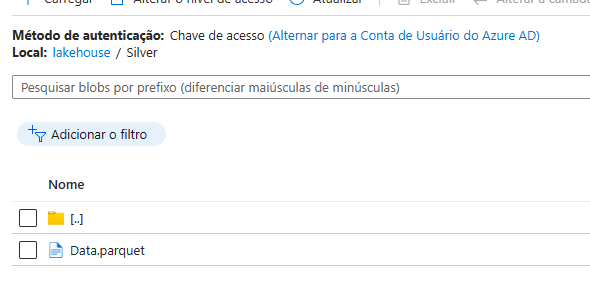 Carregar Alterar o nível de acesso Atualizar Excluir Alterar a camada
Método de autenticação: Chave de acesso (Alternar para a Conta de Usuário do Azure AD)
Local: lakehouse / Silver
Pesquisar blobs por prefixo (diferenciar maiúsculas de minúsculas)
Adicionar o filtro
Nome
[..]
Data.parquet